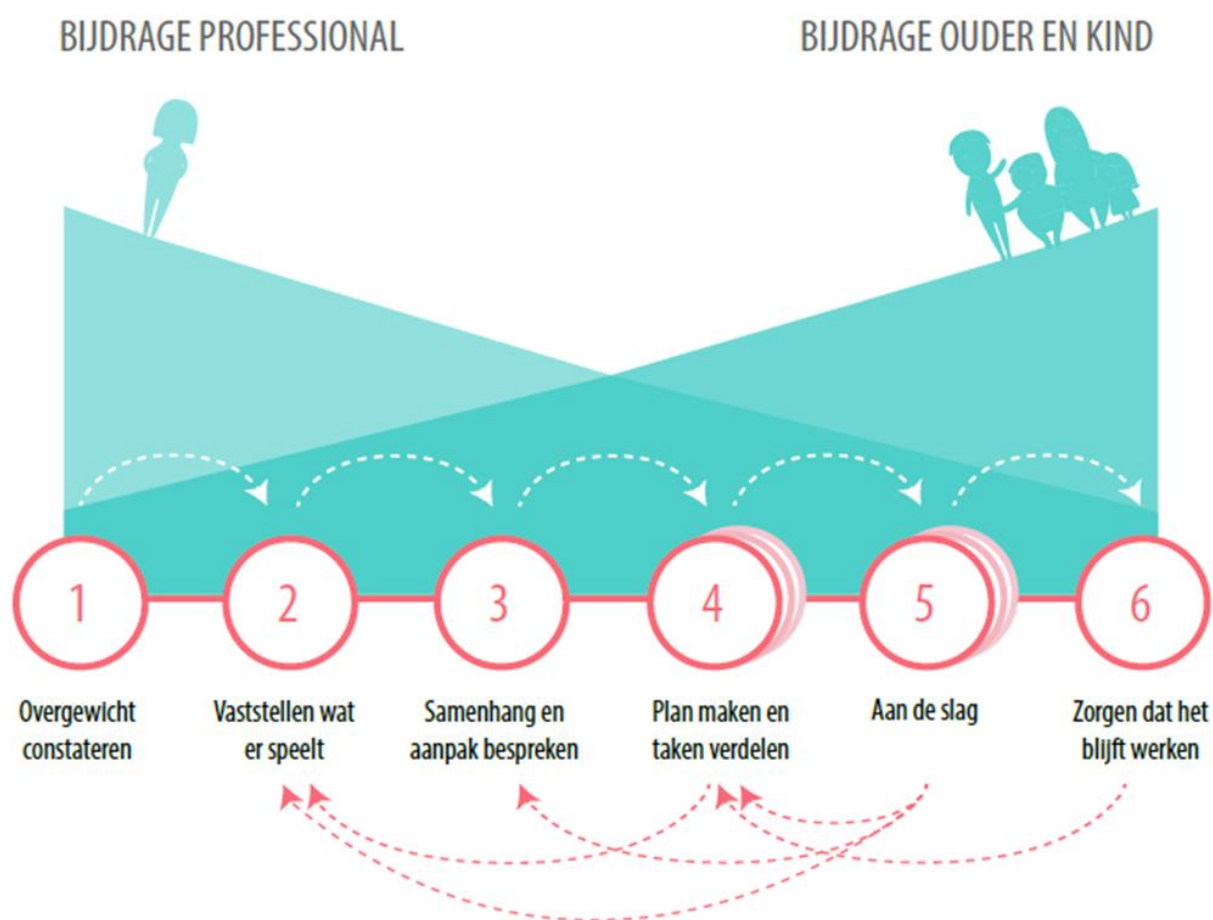 BIJDRAGE PROFESSIONAL
BIJDRAGE OUDER EN KIND
1
2
3
4
5
6
Overgewicht
constateren
Vaststellen wat
er speelt
Samenhang en
aanpak bespreken
Plan maken en
taken verdelen
Aan de slag
Zorgen dat het
blijft werken